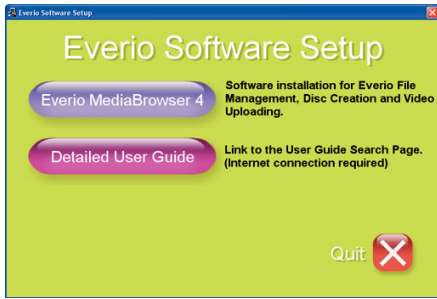 Everio Software Setup
Everio Software Setup
Everio MediaBrowser 4
Software installation for Everio File
Management, Disc Creation and Video
Uploading.
Detailed User Guide
Link to the User Guide Search Page.
(Internet connection required)
Quit